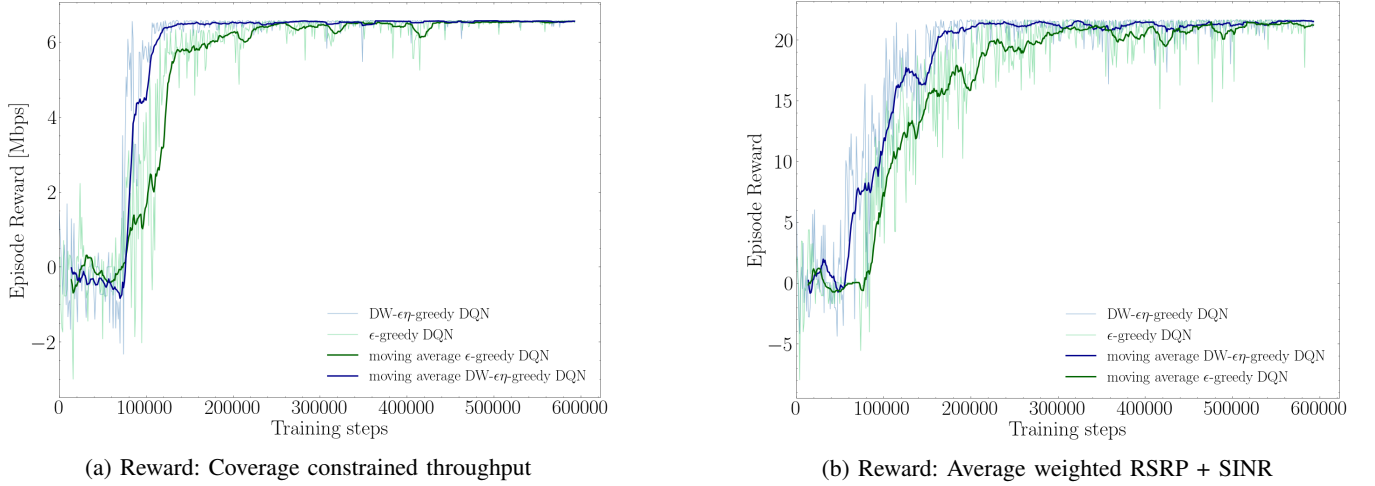 6
4
2
0
−2
Episode Reward [Mbps]
DW-ϵη-greedy DQN
ϵ-greedy DQN
moving average ϵ-greedy DQN
moving average DW-ϵη-greedy DQN
0 100000 200000 300000 400000 500000 600000
Training steps
(a) Reward: Coverage constrained throughput
20
15
10
5
0
−5
Episode Reward
DW-ϵη-greedy DQN
ϵ-greedy DQN
moving average DW-ϵη-greedy DQN
moving average ϵ-greedy DQN
0 100000 200000 300000 400000 500000 600000
Training steps
(b) Reward: Average weighted RSRP + SINR